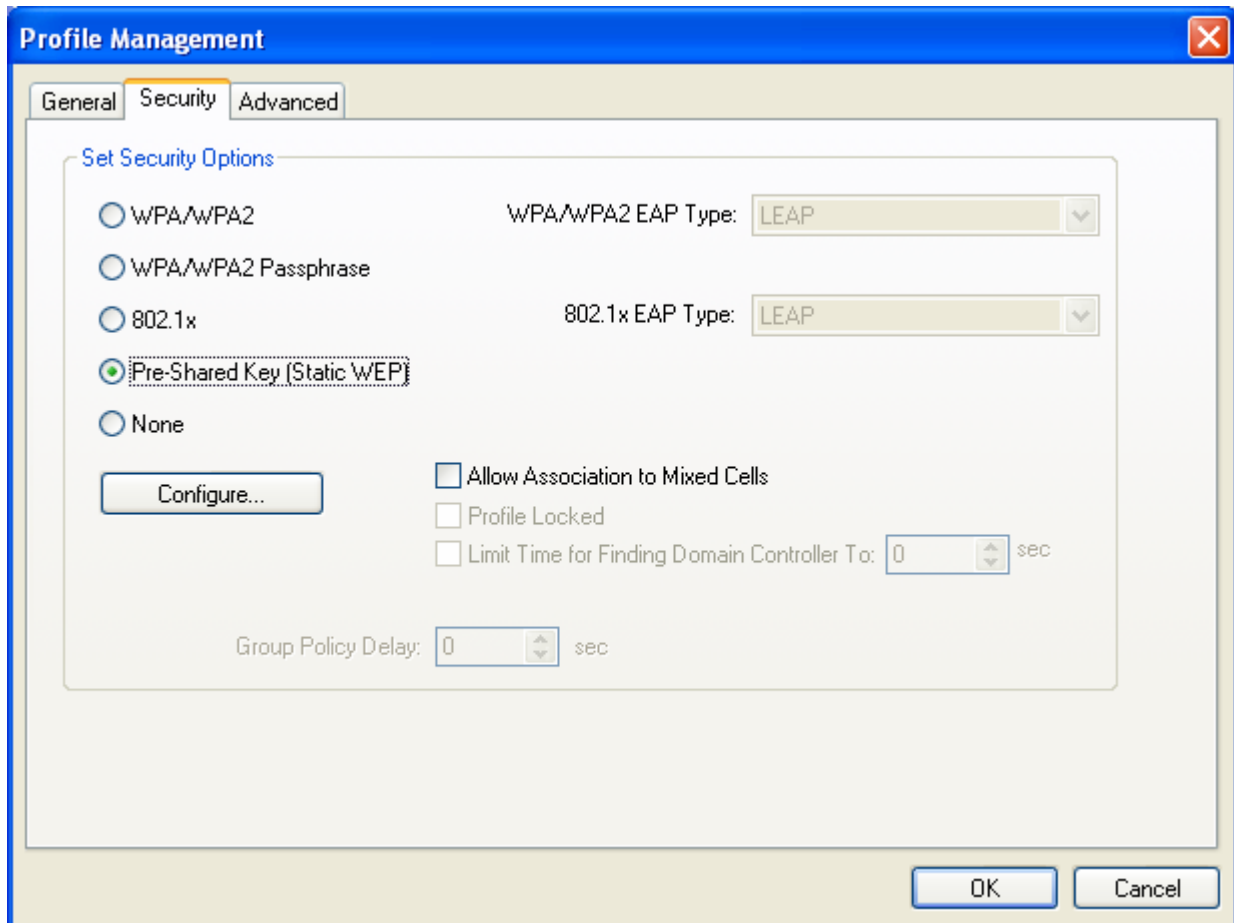 Profile Management
General Security Advanced
Set Security Options
WPA/WPA2 WPA/WPA2 EAP Type: LEAP
WPA/WPA2 Passphrase
802.1x 802.1x EAP Type: LEAP
Pre-Shared Key (Static WEP)
None
Configure... Allow Association to Mixed Cells
Profile Locked
Limit Time for Finding Domain Controller To: 0 sec
Group Policy Delay: 0 sec
OK Cancel